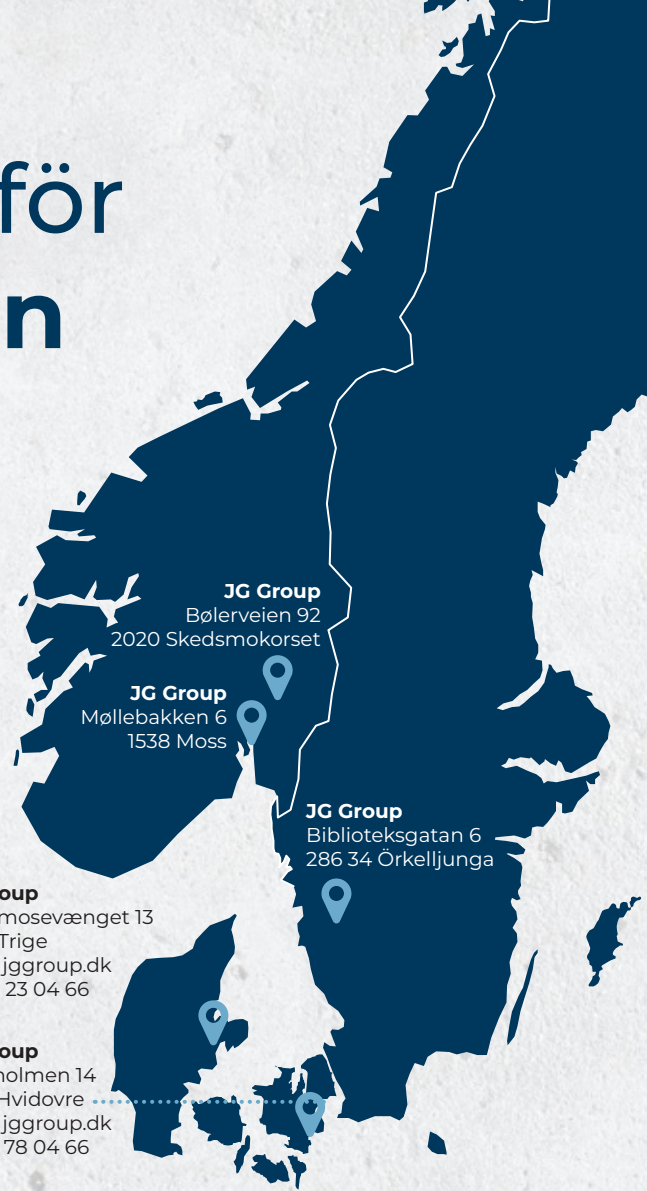 för
n
JG Group
Bølerveien 92
2020 Skedsmokorset
JG Group
Møllebakken 6
1538 Moss
JG Group
Biblioteksgatan 6
286 34 Örkelljunga
oup
mosevænget 13
Trige
jggroup.dk
23 04 66
oup
holmen 14
Hvidovre
jggroup.dk
78 04 66